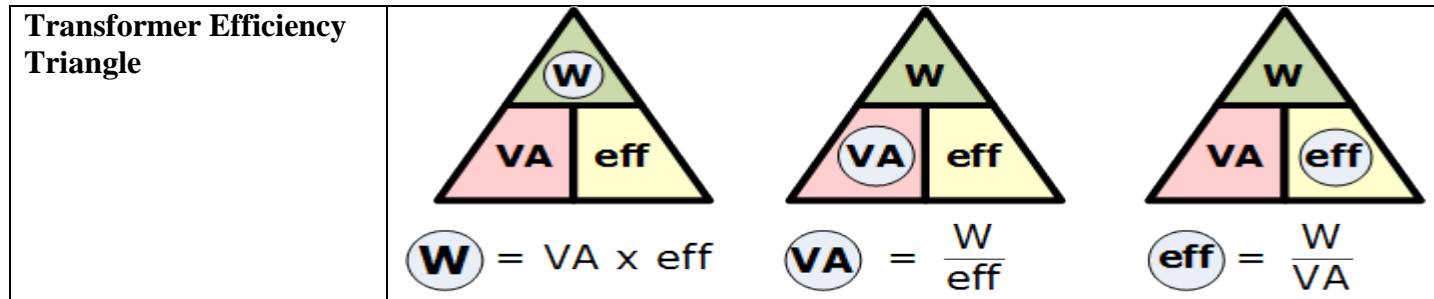 Transformer Efficiency
Triangle
W
VA eff
W = VA x eff
W
VA eff
VA = W
eff
W
VA eff
eff = W
VA